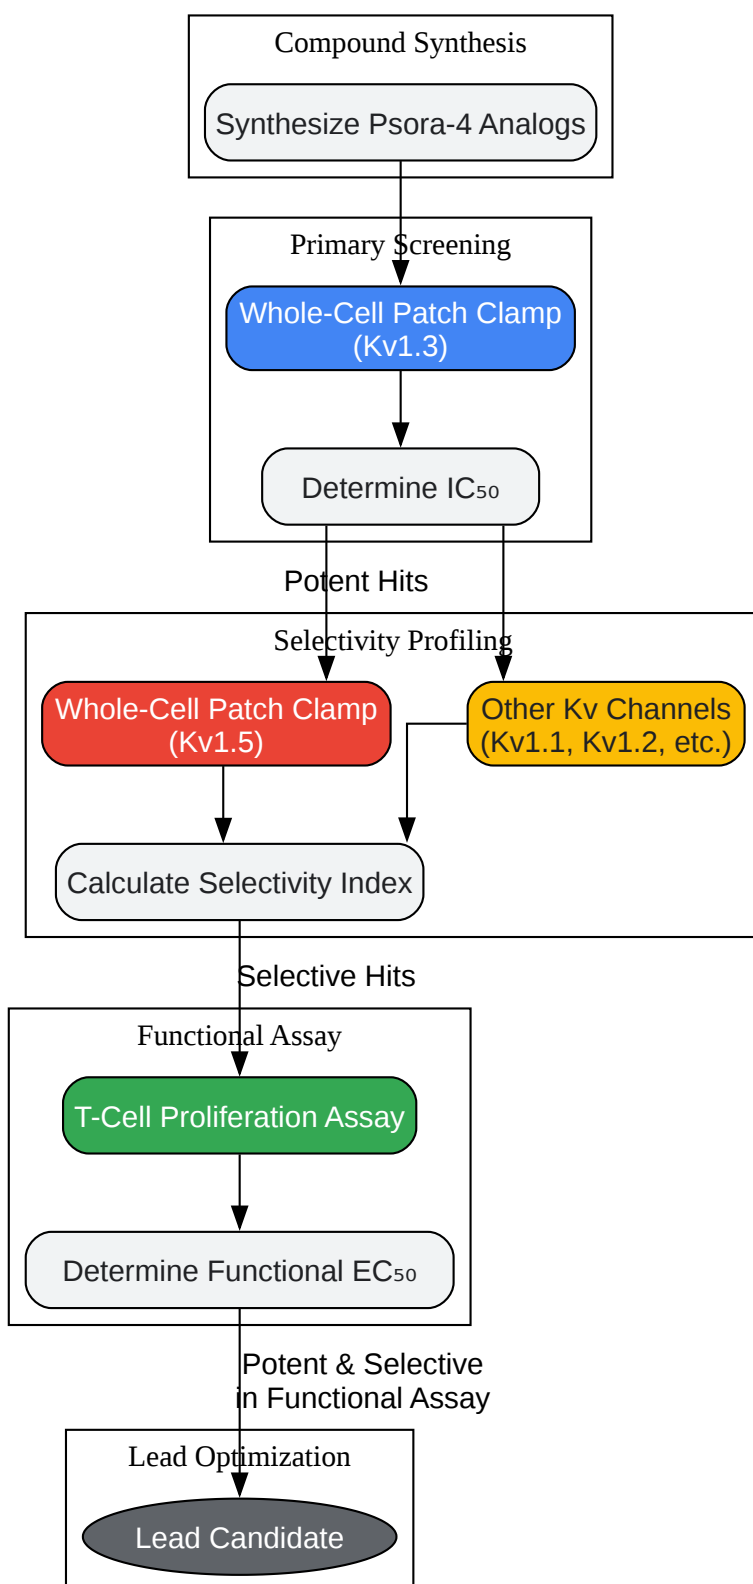 Compound Synthesis
Synthesize Psora-4 Analogs
Primary Screening
Whole-Cell Patch Clamp
(Kv1.3)
Determine IC₅₀
Potent Hits
Selectivity Profiling
Whole-Cell Patch Clamp
(Kv1.5)
Other Kv Channels
(Kv1.1, Kv1.2, etc.)
Calculate Selectivity Index
Selective Hits
Functional Assay
T-Cell Proliferation Assay
Determine Functional EC₅₀
Potent & Selective
in Functional Assay
Lead Optimization
Lead Candidate